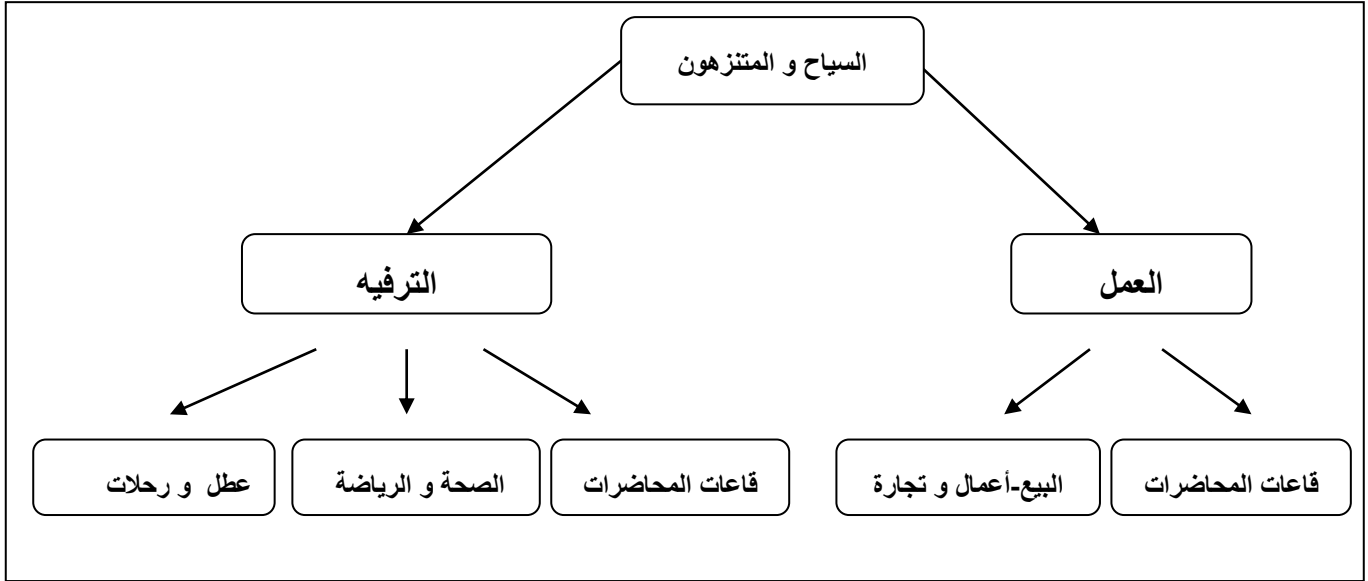 السياح و المتنزهون
العمل
الترفيه
قاعات المحاضرات
البيع-أعمال و تجارة
قاعات المحاضرات
الصحة و الرياضة
عطل و رحلات